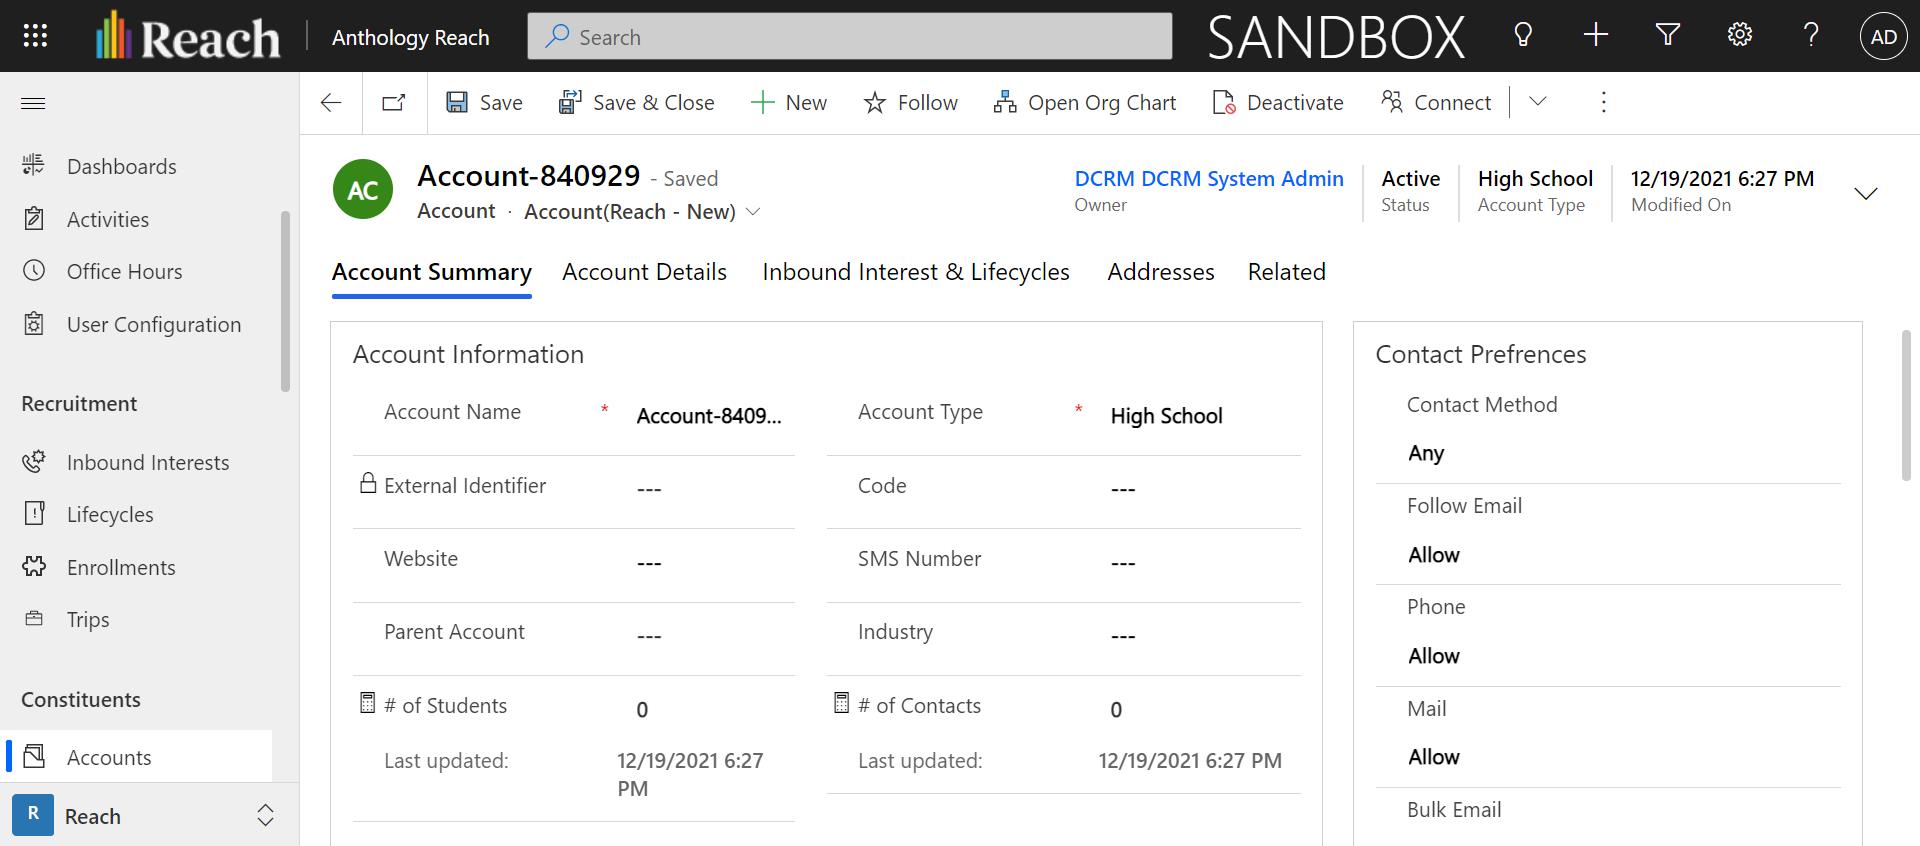 Reach
Anthology Reach
Search
SANDBOX
AD
Save
Save & Close
New
Follow
Open Org Chart
Deactivate
Connect
Dashboards
Activities
Office Hours
User Configuration
Recruitment
Inbound Interests
Lifecycles
Enrollments
Trips
Constituents
Accounts
R
Reach
AC
Account-840929 - Saved
Account · Account(Reach - New)
DCRM DCRM System Admin
Owner
Active
Status
High School
Account Type
12/19/2021 6:27 PM
Modified On
Account Summary
Account Details
Inbound Interest & Lifecycles
Addresses
Related
Account Information
Account Name * Account-8409...
Account Type * High School
External Identifier ---
Code ---
Website ---
SMS Number ---
Parent Account ---
Industry ---
# of Students 0
# of Contacts 0
Last updated: 12/19/2021 6:27
PM
Last updated: 12/19/2021 6:27 PM
Contact Prefrences
Contact Method
Any
Follow Email
Allow
Phone
Allow
Mail
Allow
Bulk Email